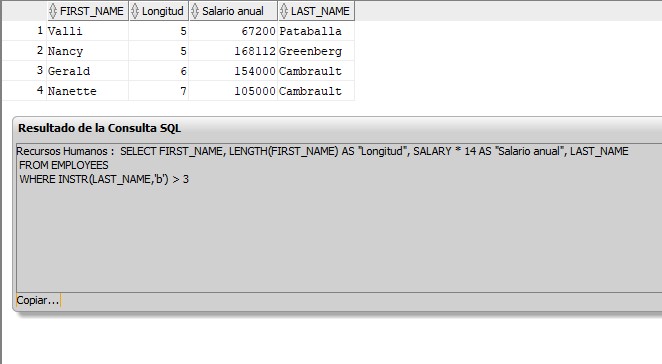 FIRST_NAME Longitud Salario anual LAST_NAME
1 Valli 5 67200 Pataballa
2 Nancy 5 168112 Greenberg
3 Gerald 6 154000 Cambrault
4 Nanette 7 105000 Cambrault
Resultado de la Consulta SQL
Recursos Humanos : SELECT FIRST_NAME, LENGTH(FIRST_NAME) AS "Longitud", SALARY * 14 AS "Salario anual", LAST_NAME
FROM EMPLOYEES
WHERE INSTR(LAST_NAME,'b') > 3
Copiar...